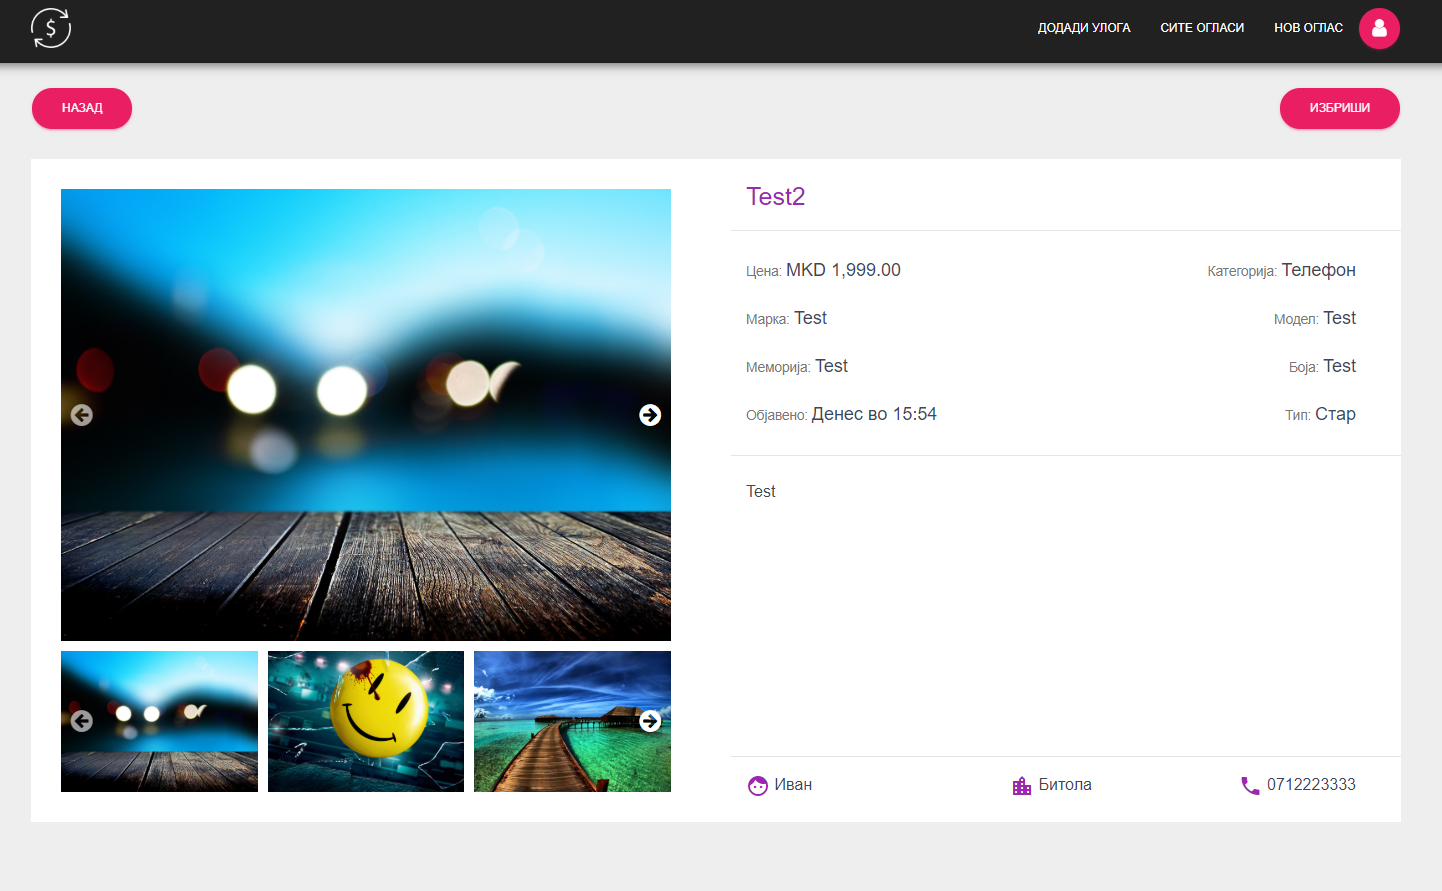 $
ДОДАДИ УЛОГА СИТЕ ОГЛАСИ НОВ ОГЛАС
НАЗАД ИЗБРИШИ
Test2
Цена: MKD 1,999.00 Категорија: Телефон
Марка: Test Модел: Test
Меморија: Test Боја: Test
Објавено: Денес во 15:54 Тип: Стар
Test
Иван Битола 0712223333